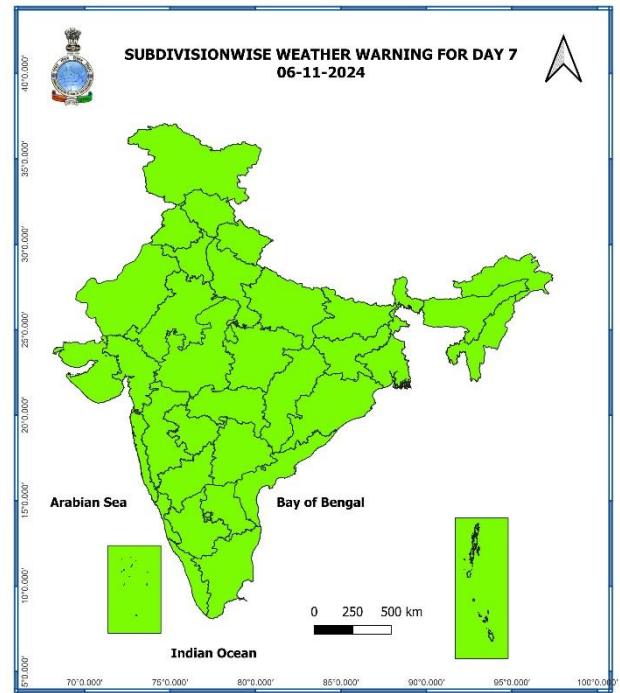 SUBDIVISIONWISE WEATHER WARNING FOR DAY 7
06-11-2024
40°0.000'
35°0.000'
30°0.000'
25°0.000'
20°0.000'
15°0.000'
10°0.000'
5°0.000'
Arabian Sea
Bay of Bengal
0 250 500 km
Indian Ocean
70°0.000' 75°0.000' 80°0.000' 85°0.000' 90°0.000' 95°0.000' 100°0.000'